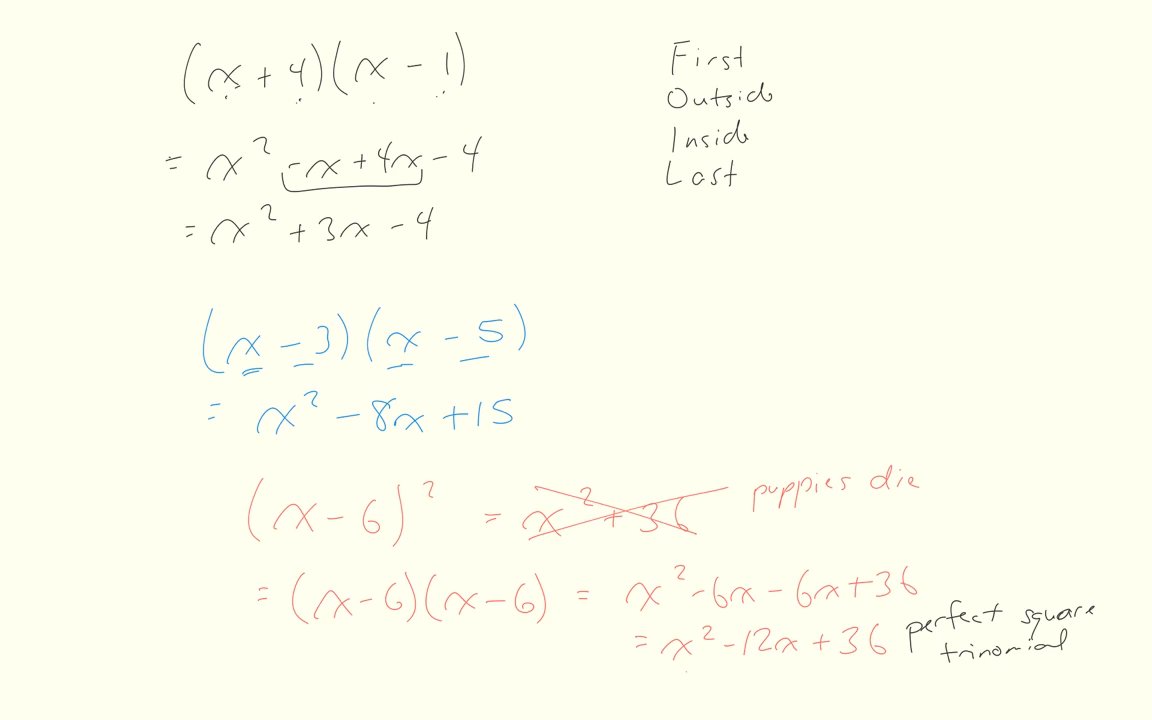 (x + 4)(x - 1)
= x² -x + 4x - 4
= x² + 3x - 4
First
Outside
Inside
Last
(x - 3)(x - 5)
= x² - 8x + 15
(x - 6)² = x² + 36 puppies die
= (x - 6)(x - 6) = x² - 6x - 6x + 36
= x² - 12x + 36 perfect square
trinomial